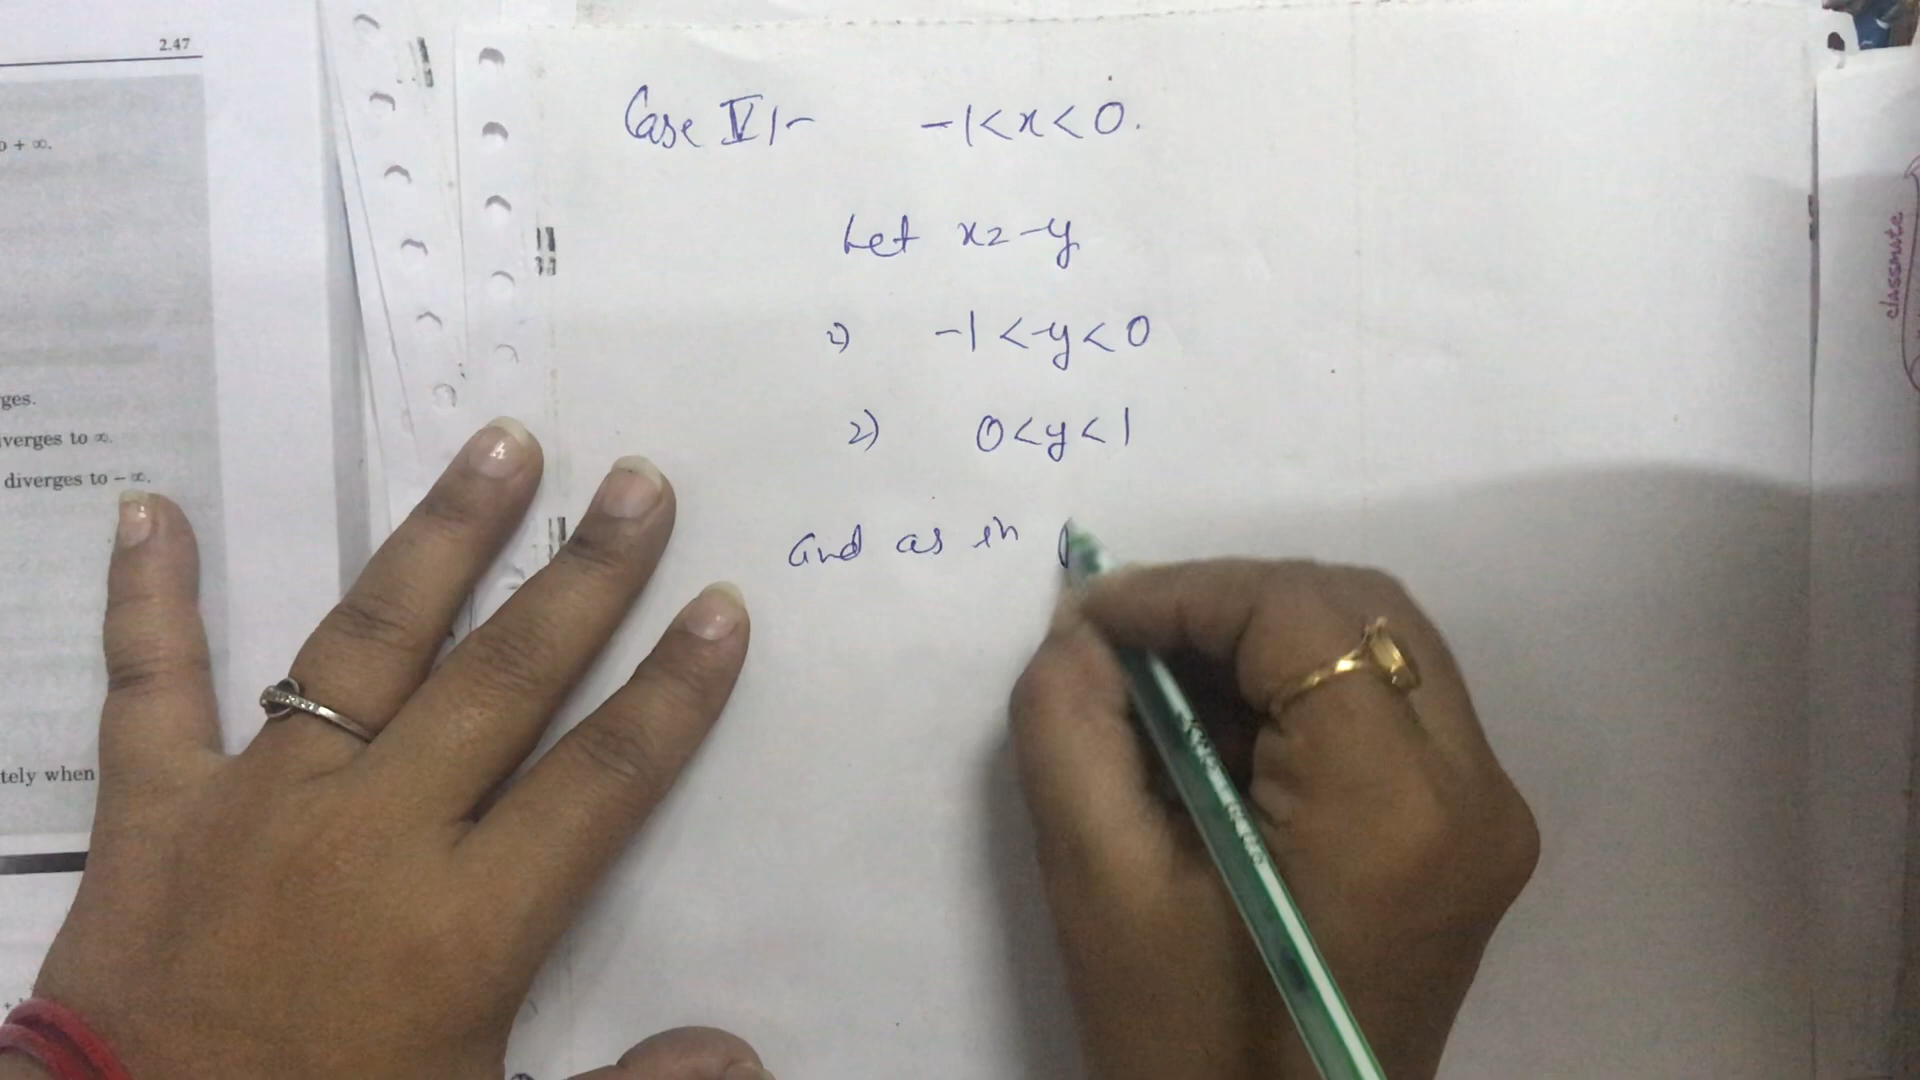 2.47
o + ∞.
ges.
iverges to ∞.
diverges to – ∞.
tely when
Case IV :-  -1 < x < 0.
Let x = -y
⇒ -1 < -y < 0
⇒ 0 < y < 1
and as in
classmate